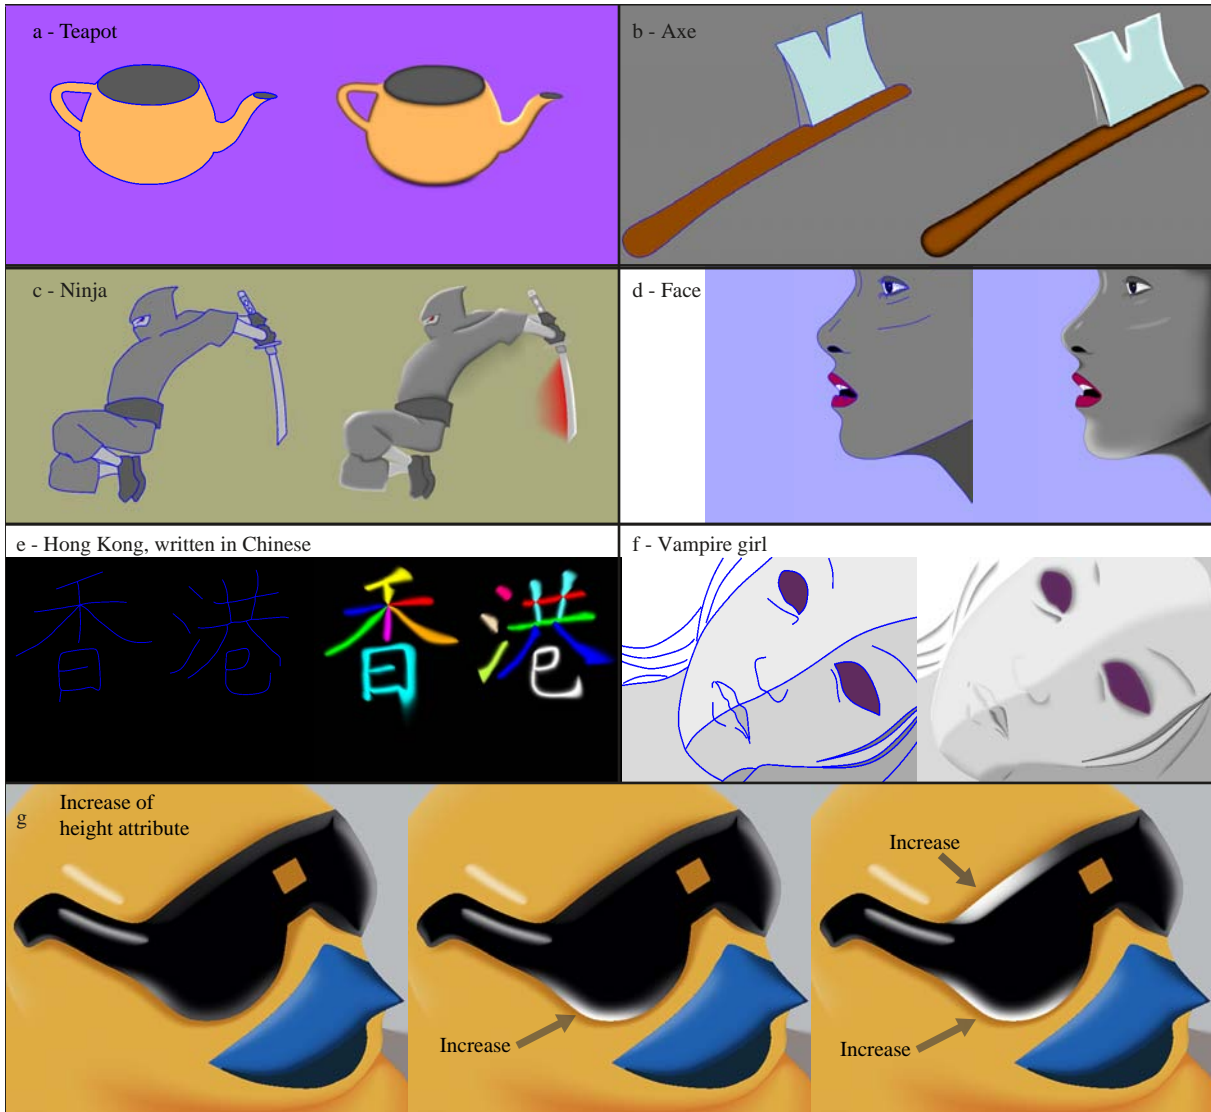 a - Teapot
b - Axe
c - Ninja
d - Face
e - Hong Kong, written in Chinese
香港 香港
f - Vampire girl
g
Increase of
height attribute
Increase
Increase
Increase